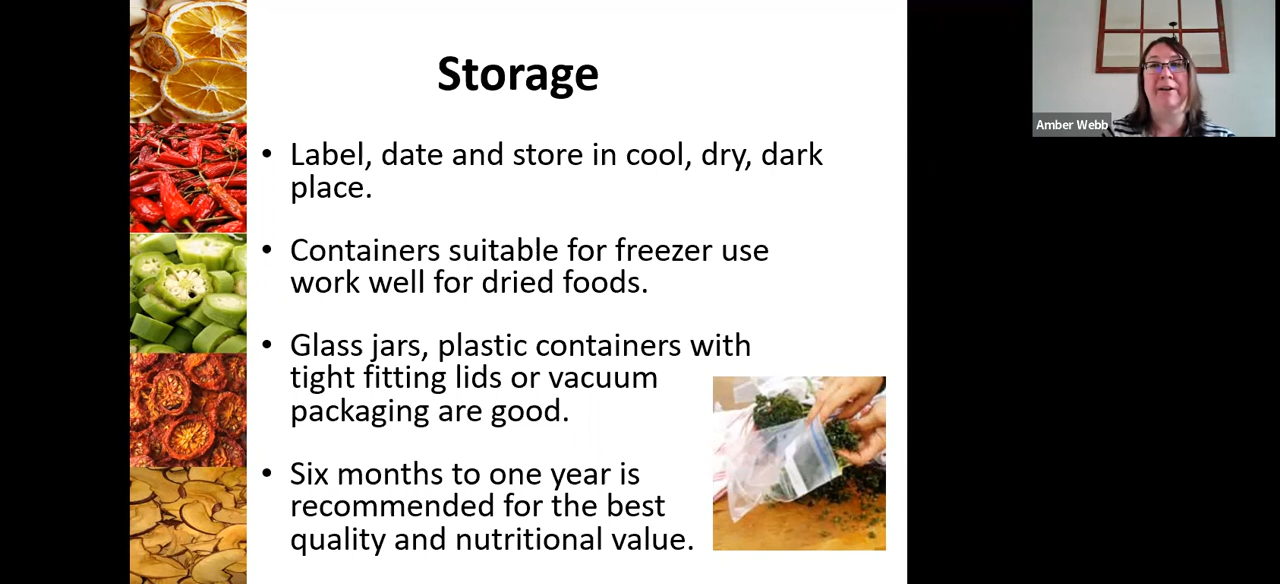 Storage
• Label, date and store in cool, dry, dark
place.
• Containers suitable for freezer use
work well for dried foods.
• Glass jars, plastic containers with
tight fitting lids or vacuum
packaging are good.
• Six months to one year is
recommended for the best
quality and nutritional value.
Amber Webb